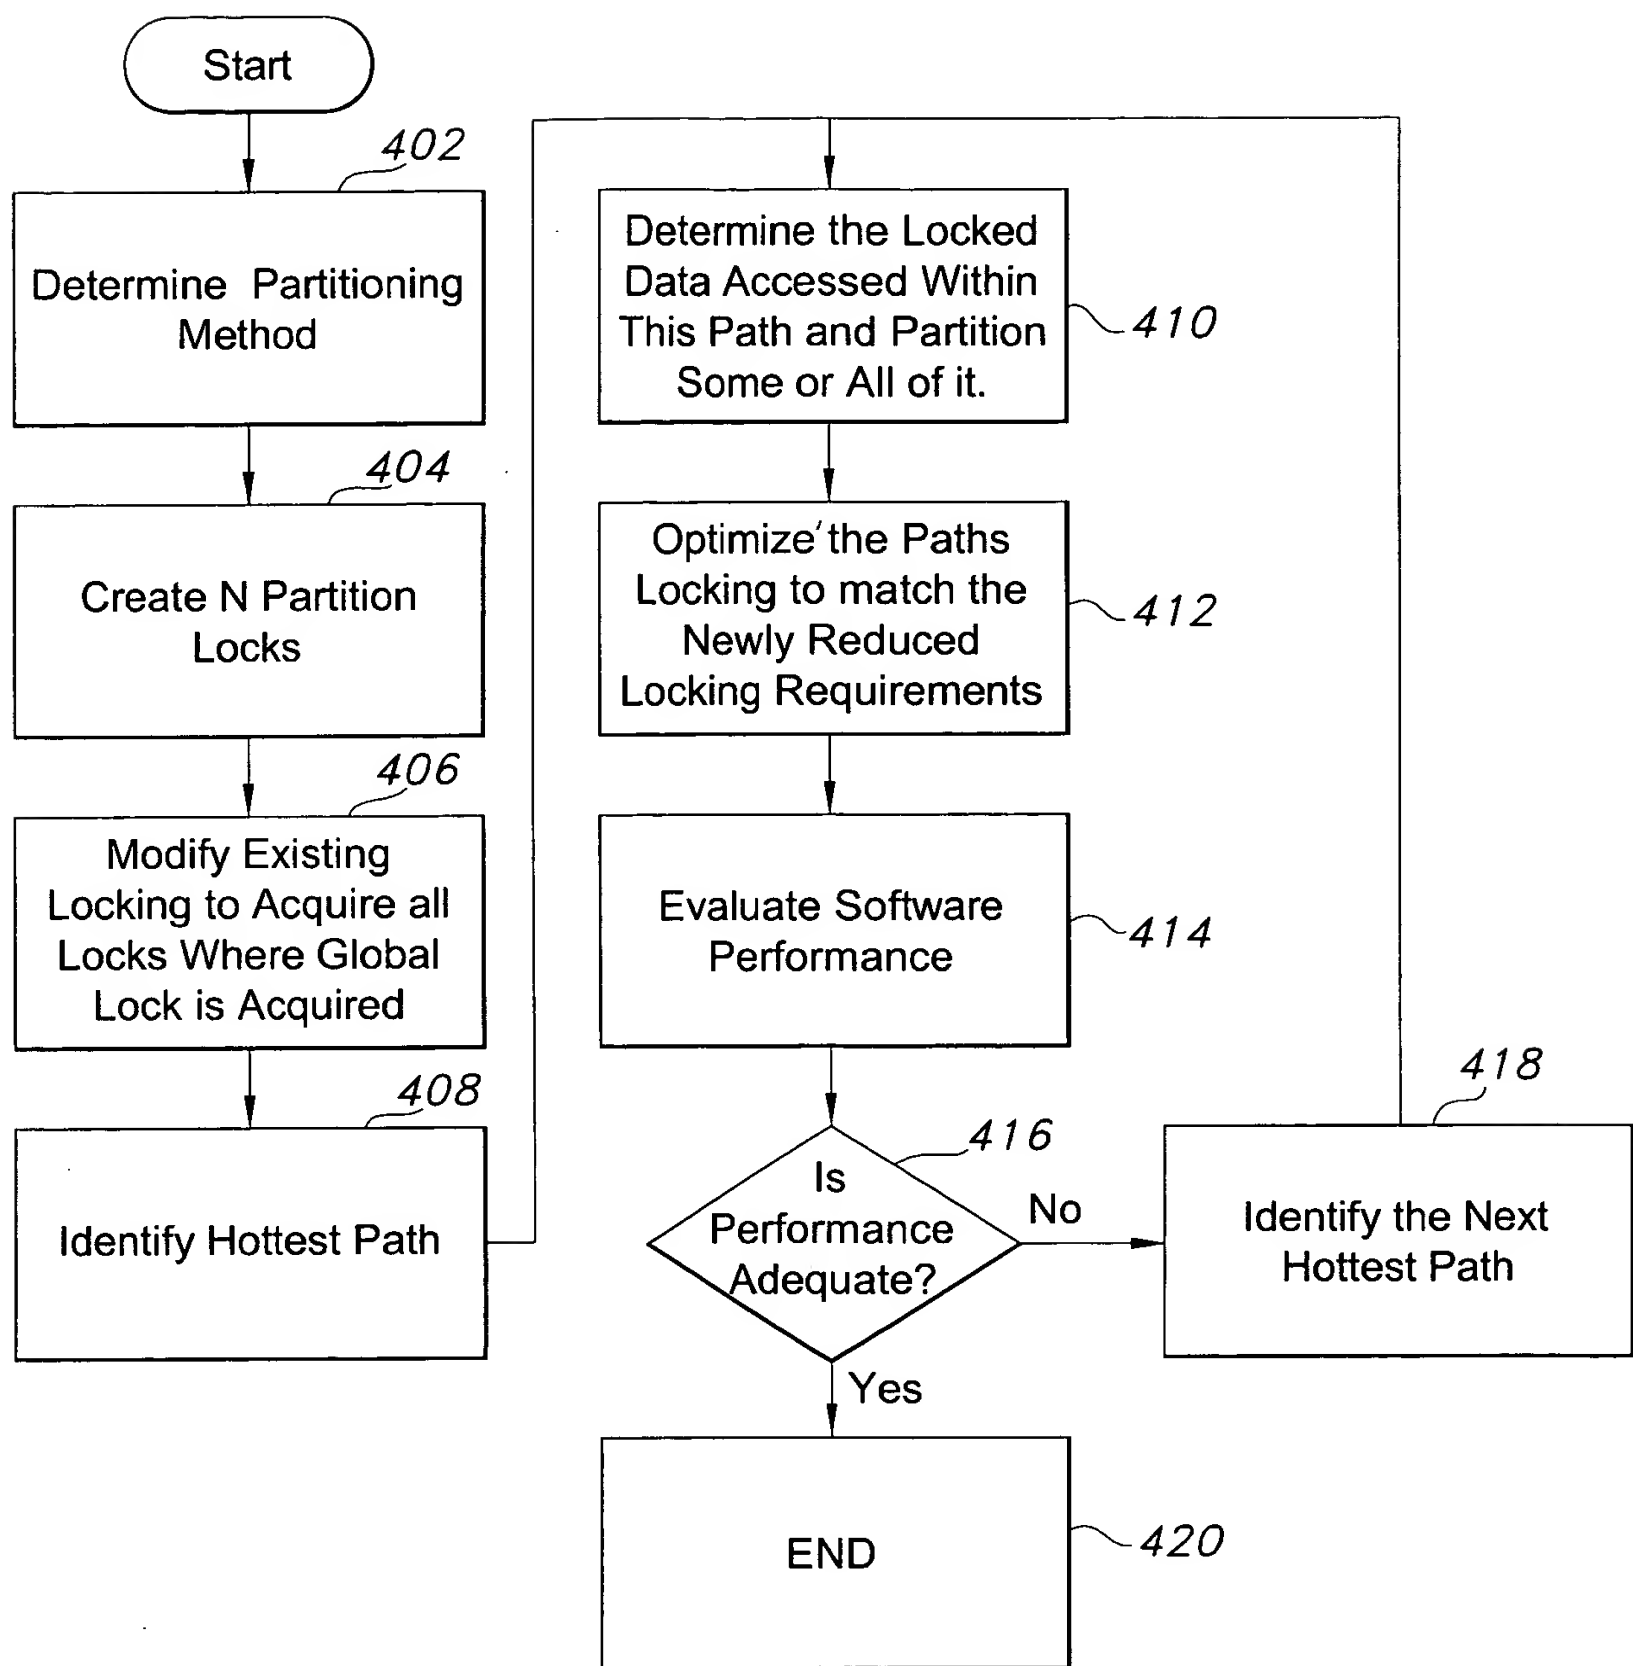 Start
402
Determine Partitioning
Method
404
Create N Partition
Locks
406
Modify Existing
Locking to Acquire all
Locks Where Global
Lock is Acquired
408
Identify Hottest Path
Determine the Locked
Data Accessed Within
This Path and Partition
Some or All of it.
410
Optimize the Paths
Locking to match the
Newly Reduced
Locking Requirements
412
Evaluate Software
Performance
414
416
Is
Performance
Adequate?
No
Yes
418
Identify the Next
Hottest Path
END
420